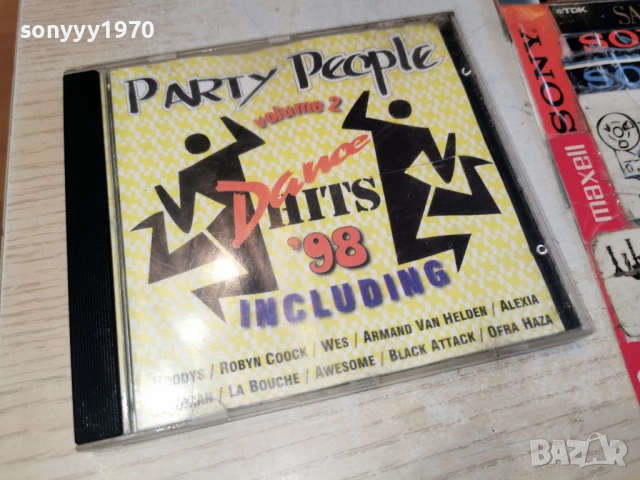 sonyyy1970
PARTY PEOPLE
volume 2
Dance
HITS
'98
INCLUDING
/ ROBYN COOCK / WES / ARMAND VAN HELDEN / ALEXIA
/ LA BOUCHE / AWESOME / BLACK ATTACK / OFRA HAZA
TDK
SONY
maxell
BAZAR